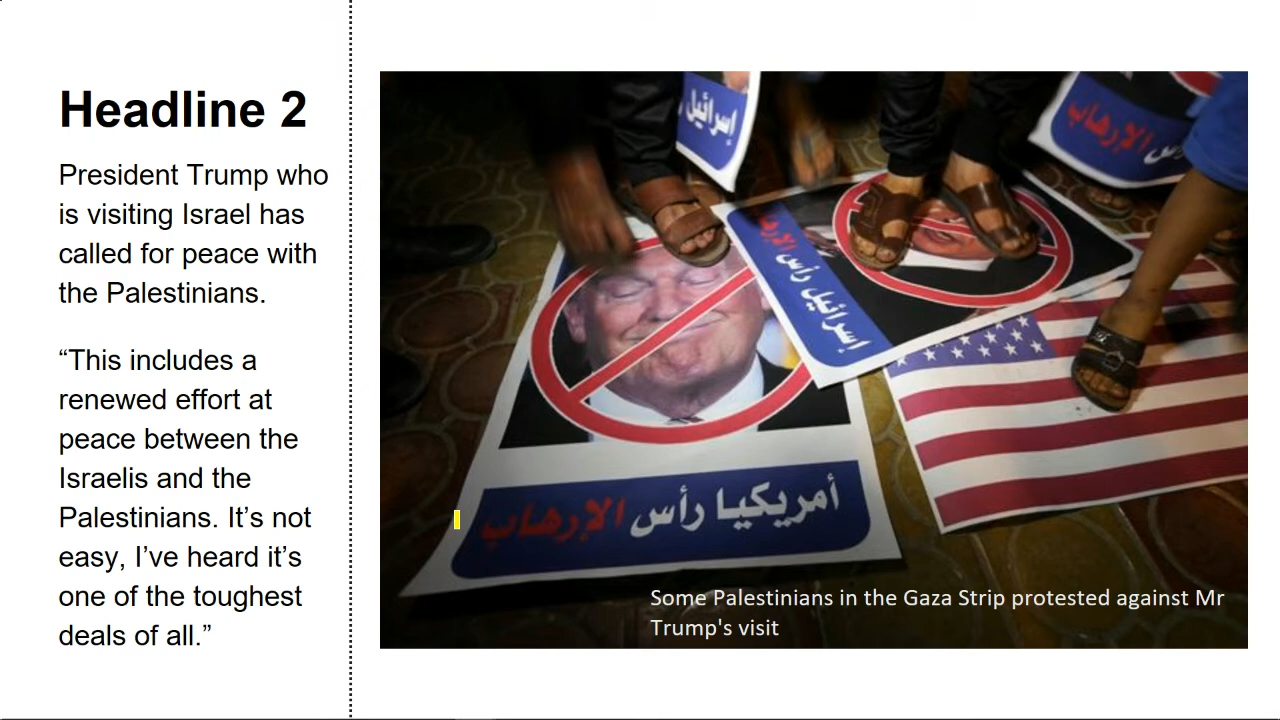 Headline 2
President Trump who
is visiting Israel has
called for peace with
the Palestinians.
“This includes a
renewed effort at
peace between the
Israelis and the
Palestinians. It’s not
easy, I’ve heard it’s
one of the toughest
deals of all.”
إسرائيل
الإرهاب
إسرائيل رأس الإرهاب
أمريكيا رأس الإرهاب
Some Palestinians in the Gaza Strip protested against Mr
Trump's visit